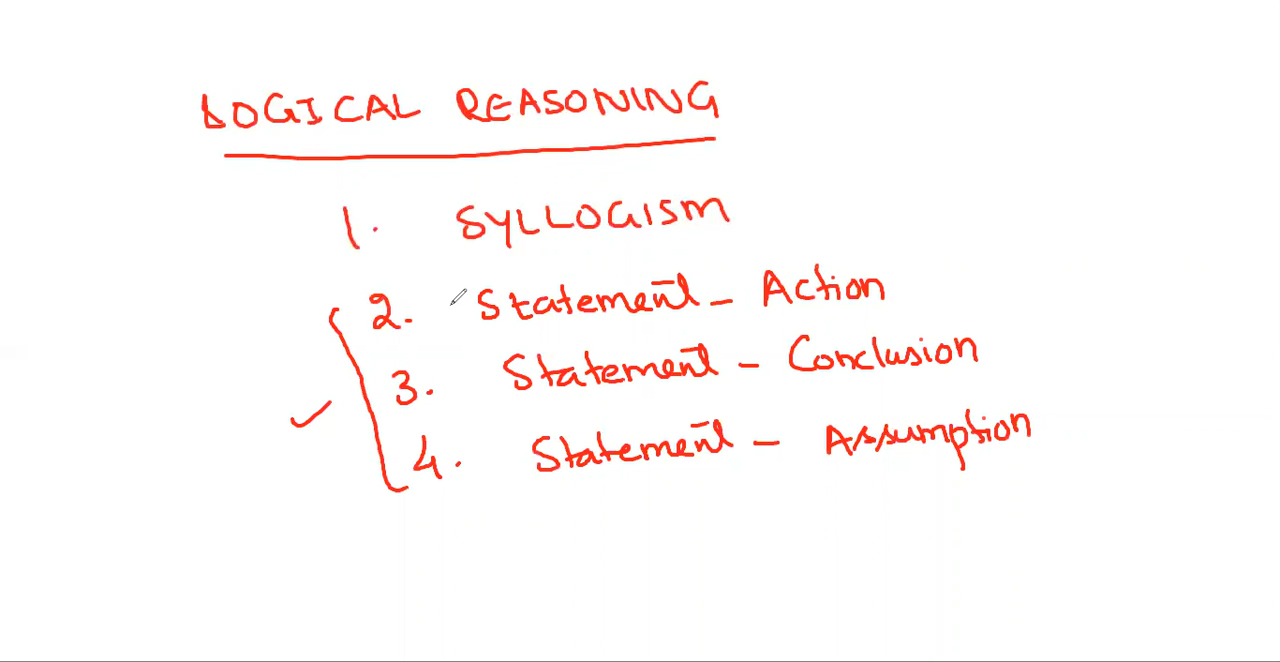 LOGICAL REASONING
1. SYLLOGISM
2. Statement - Action
3. Statement - Conclusion
4. Statement - Assumption